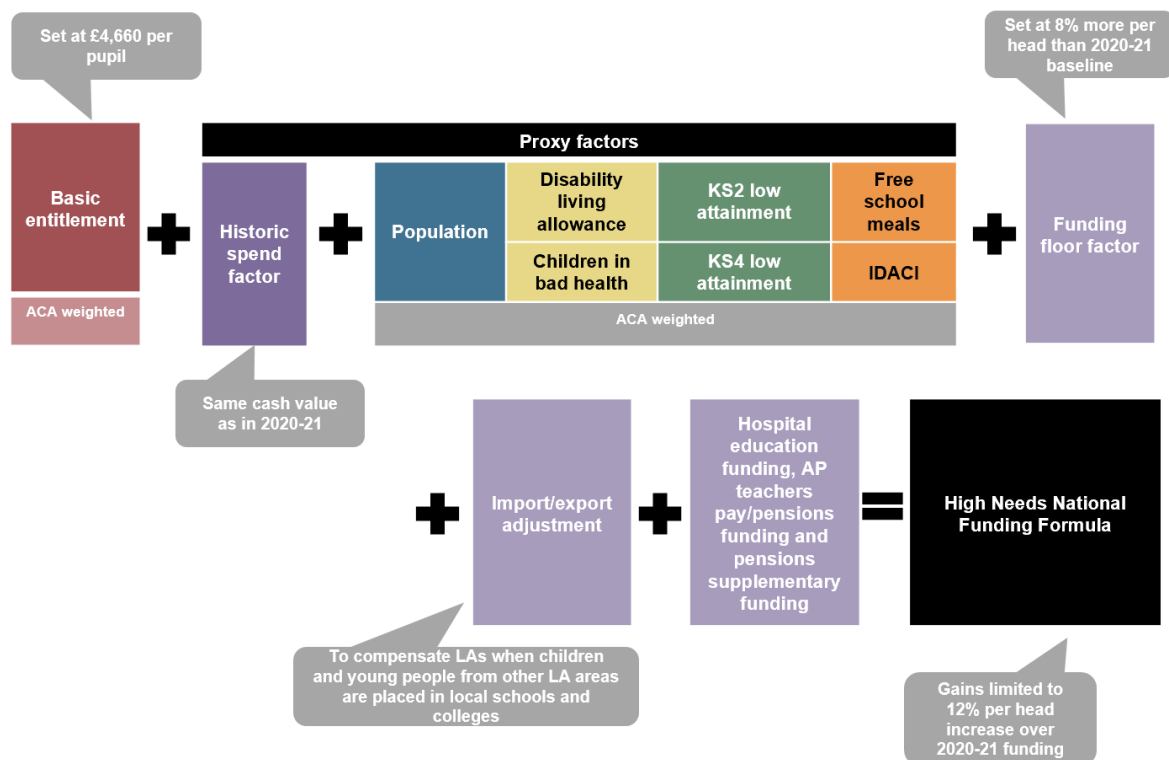 Set at £4,660 per
pupil
Set at 8% more per
head than 2020-21
baseline
Basic
entitlement
ACA weighted
Proxy factors
Historic
spend
factor
Population
Disability
living
allowance
Children in
bad health
KS2 low
attainment
KS4 low
attainment
Free
school
meals
IDACI
ACA weighted
Funding
floor factor
Same cash value
as in 2020-21
Import/export
adjustment
Hospital
education
funding, AP
teachers
pay/pensions
funding and
pensions
supplementary
funding
High Needs National
Funding Formula
To compensate LAs when children
and young people from other LA areas
are placed in local schools and
colleges
Gains limited to
12% per head
increase over
2020-21 funding